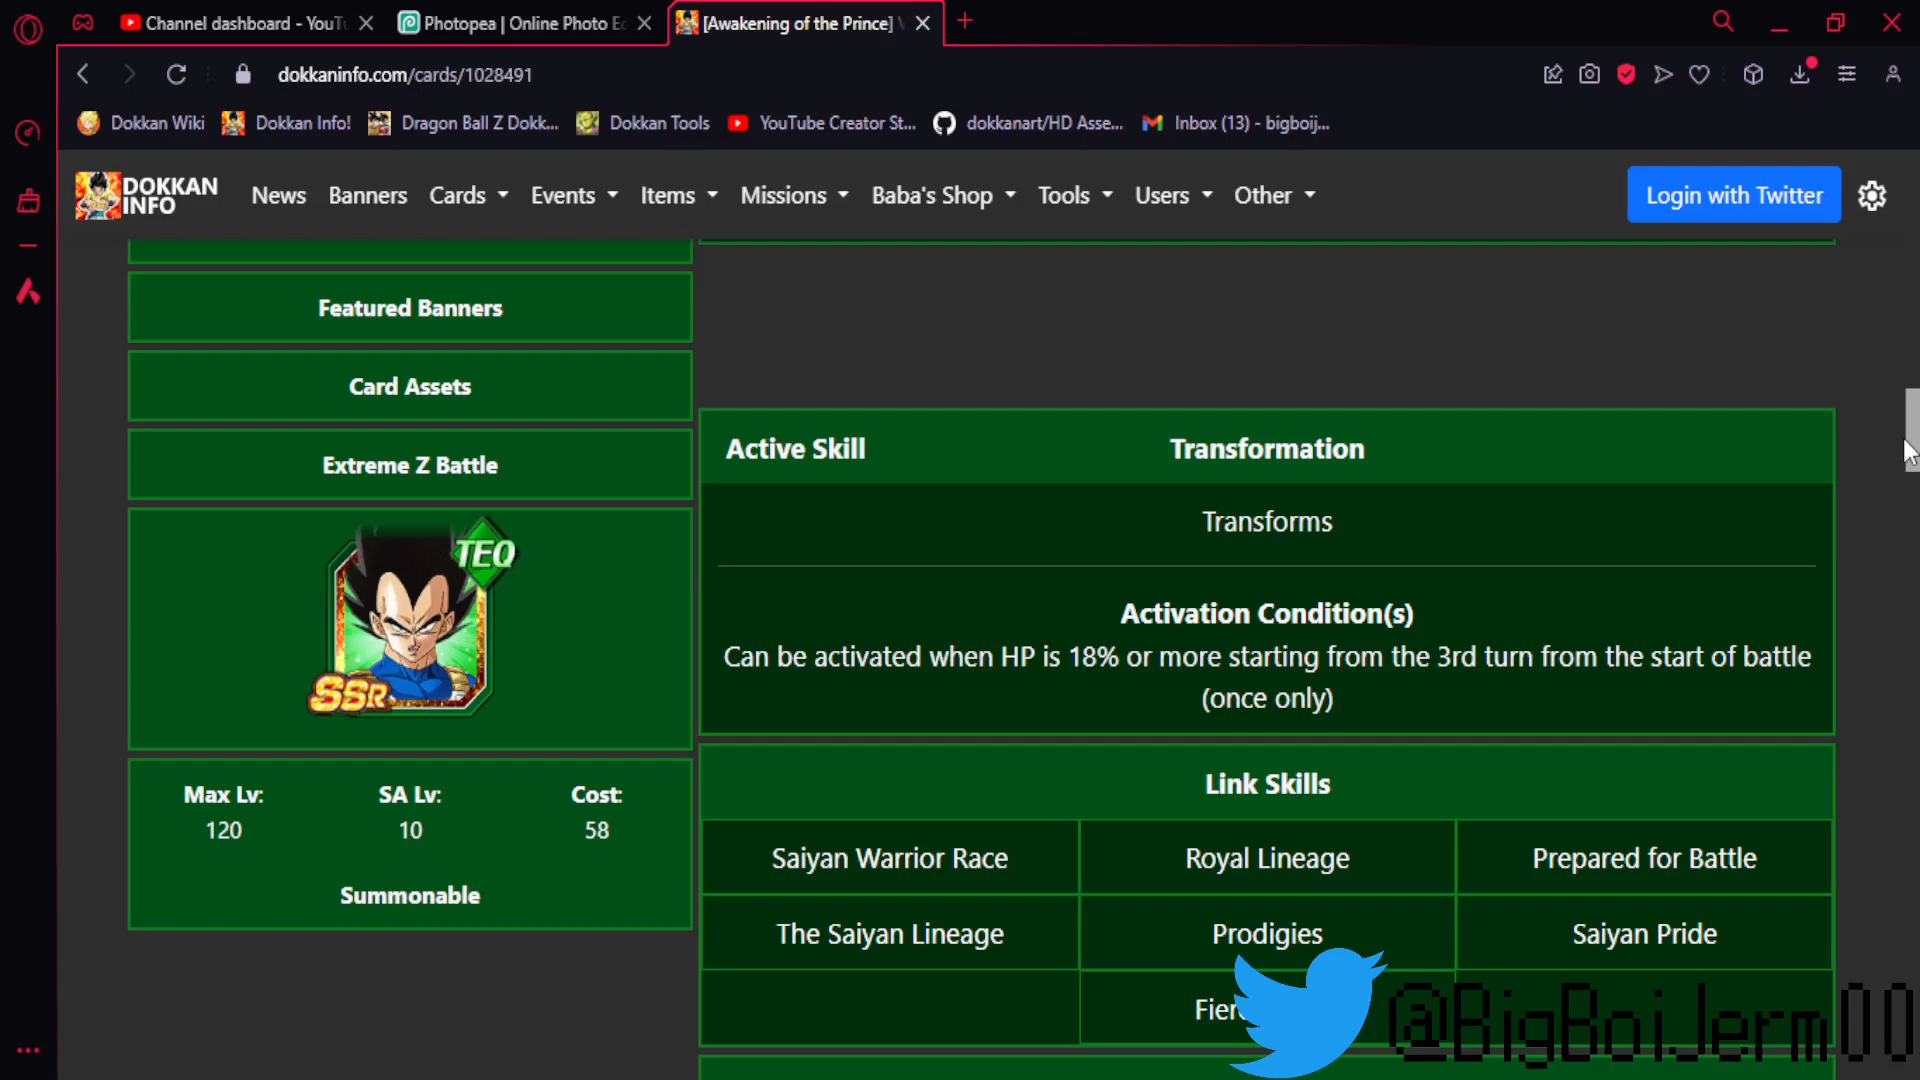 Channel dashboard - YouTu
Photopea | Online Photo Ed
[Awakening of the Prince] V
dokkaninfo.com/cards/1028491
Dokkan Wiki
Dokkan Info!
Dragon Ball Z Dokk...
Dokkan Tools
YouTube Creator St...
dokkanart/HD Asse...
Inbox (13) - bigboij...
DOKKAN
INFO
News
Banners
Cards
Events
Items
Missions
Baba's Shop
Tools
Users
Other
Login with Twitter
Featured Banners
Card Assets
Extreme Z Battle
TEQ
SSR
Max Lv:
SA Lv:
Cost:
120
10
58
Summonable
Active Skill
Transformation
Transforms
Activation Condition(s)
Can be activated when HP is 18% or more starting from the 3rd turn from the start of battle
(once only)
Link Skills
Saiyan Warrior Race
Royal Lineage
Prepared for Battle
The Saiyan Lineage
Prodigies
Saiyan Pride
@BigBoiJerm00